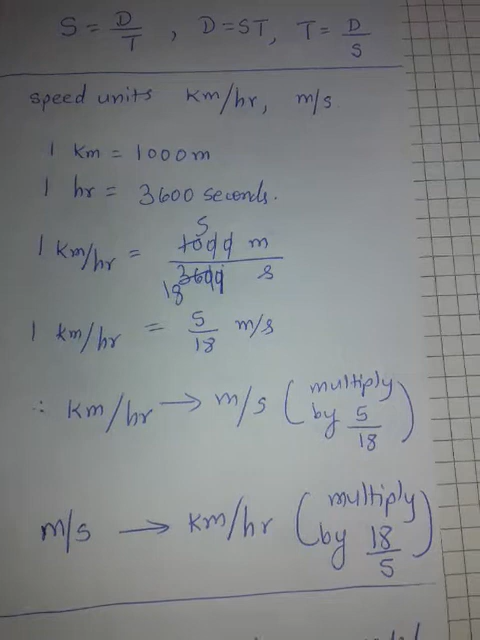 S = D/T , D = ST, T = D/S
speed units km/hr, m/s
1 km = 1000 m
1 hr = 3600 seconds.
5
1 km/hr = 1000 m / 3600 s
18
1 km/hr = 5/18 m/s
∴ km/hr → m/s (multiply by 5/18)
m/s → km/hr (multiply by 18/5)